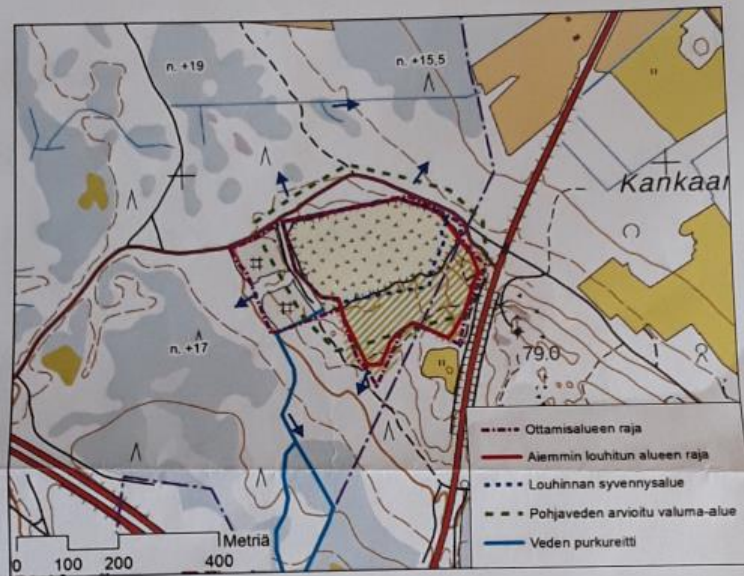 n. +19
n. +15,5
Kankaar
n. +17
79.0
Ottamisalueen raja
Aiemmin louhitun alueen raja
Louhinnan syvennysalue
Pohjaveden arvioitu valuma-alue
Veden purkureitti
Metriä
0 100 200 400